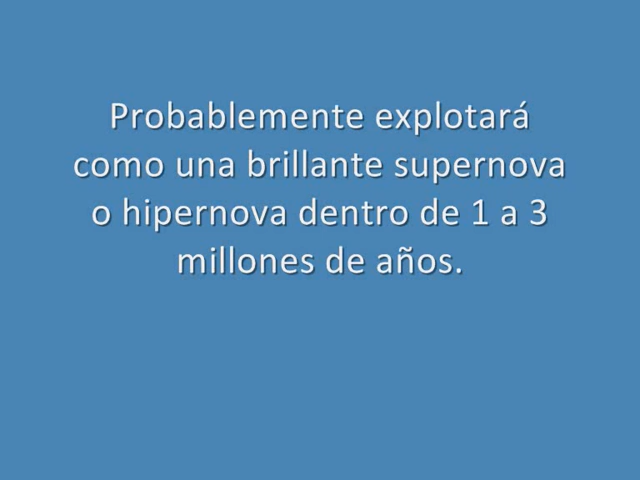 Probablemente explotará
como una brillante supernova
o hipernova dentro de 1 a 3
millones de años.